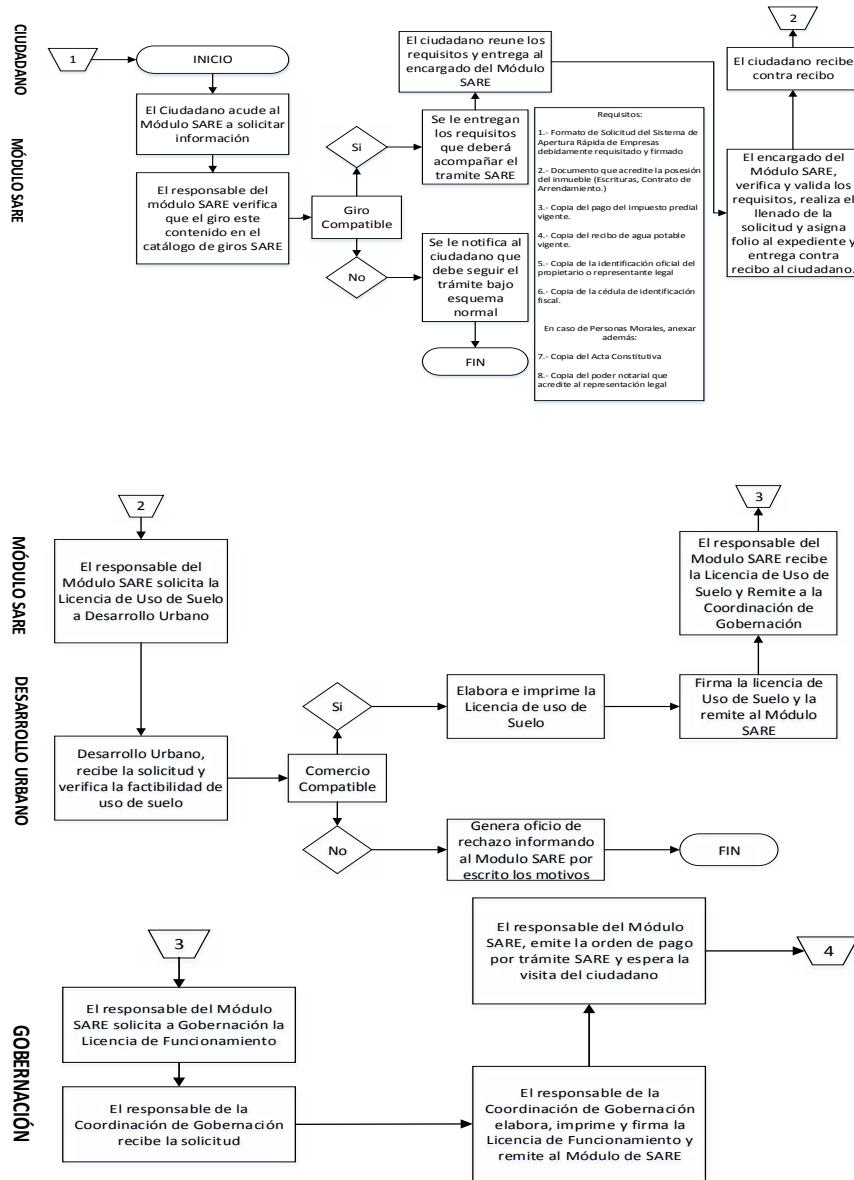 CIUDADANO
MÓDULO SARE
1
INICIO
El Ciudadano acude al
Módulo SARE a solicitar
información
El responsable del
módulo SARE verifica
que el giro este
contenido en el
catálogo de giros SARE
Giro
Compatible
Si
No
Se le entregan
los requisitos
que deberá
acompañar el
tramite SARE
El ciudadano reune los
requisitos y entrega al
encargado del Módulo
SARE
Se le notifica al
ciudadano que
debe seguir el
trámite bajo
esquema
normal
FIN
Requisitos:
1.- Formato de Solicitud del Sistema de
Apertura Rápida de Empresas
debidamente requisitado y firmado
2.- Documento que acredite la posesión
del inmueble (Escrituras, Contrato de
Arrendamiento.)
3.- Copia del pago del impuesto predial
vigente.
4.- Copia del recibo de agua potable
vigente.
5.- Copia de la identificación oficial del
propietario o representante legal
6.- Copia de la cédula de identificación
fiscal.
En caso de Personas Morales, anexar
además:
7.- Copia del Acta Constitutiva
8.- Copia del poder notarial que
acredite al representación legal
2
El ciudadano recibe
contra recibo
El encargado del
Módulo SARE,
verifica y valida los
requisitos, realiza el
llenado de la
solicitud y asigna
folio al expediente y
entrega contra
recibo al ciudadano.
MÓDULO SARE
DESARROLLO URBANO
2
El responsable del
Módulo SARE solicita la
Licencia de Uso de Suelo
a Desarrollo Urbano
Desarrollo Urbano,
recibe la solicitud y
verifica la factibilidad de
uso de suelo
Comercio
Compatible
Si
No
Elabora e imprime la
Licencia de uso de
Suelo
Firma la licencia de
Uso de Suelo y la
remite al Módulo
SARE
El responsable del
Modulo SARE recibe
la Licencia de Uso de
Suelo y Remite a la
Coordinación de
Gobernación
3
Genera oficio de
rechazo informando
al Modulo SARE por
escrito los motivos
FIN
GOBERNACIÓN
3
El responsable del Módulo
SARE solicita a Gobernación la
Licencia de Funcionamiento
El responsable de la
Coordinación de Gobernación
recibe la solicitud
El responsable de la
Coordinación de Gobernación
elabora, imprime y firma la
Licencia de Funcionamiento y
remite al Módulo de SARE
El responsable del Módulo
SARE, emite la orden de pago
por trámite SARE y espera la
visita del ciudadano
4